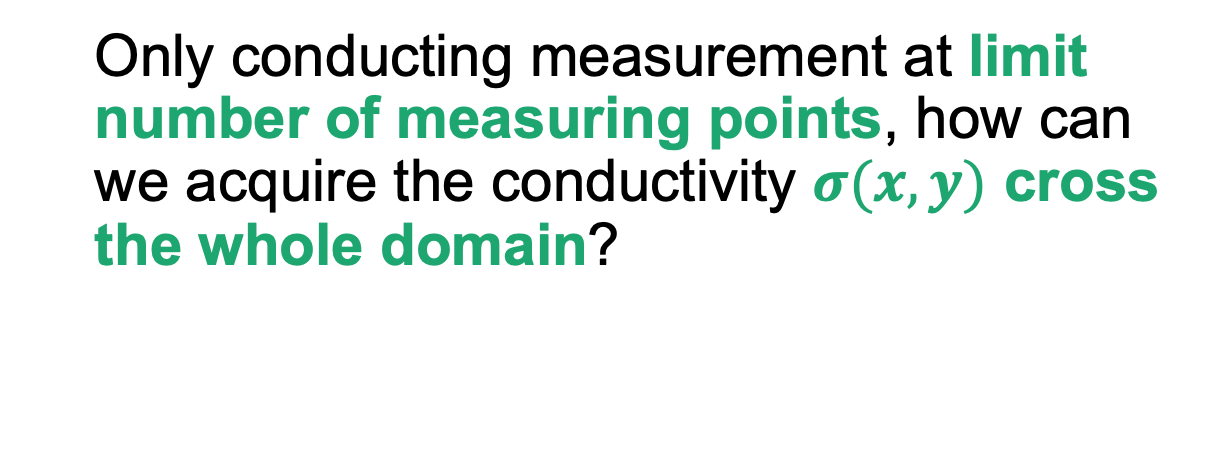 Only conducting measurement at limit
number of measuring points, how can
we acquire the conductivity σ(x, y) cross
the whole domain?